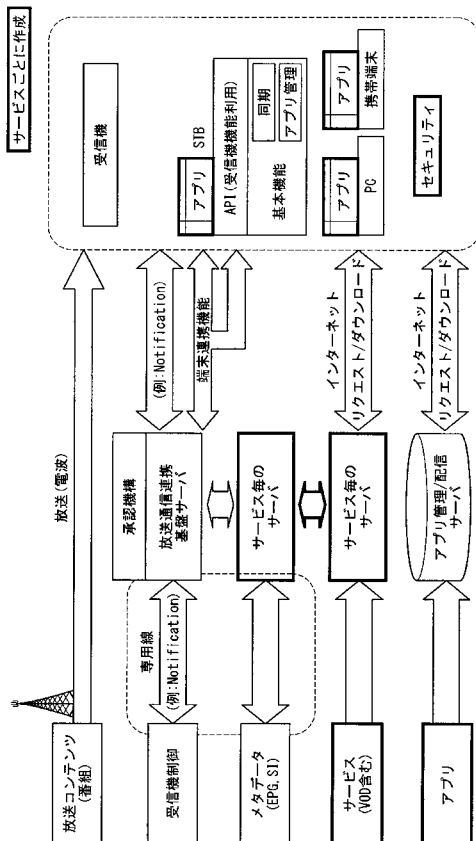 サービスごとに作成
放送コンテンツ
(番組)
放送(電波)
受信機
受信機制御
専用線
(例:Notification)
承認機構
放送通信連携
基盤サーバ
(例:Notification)
端末連携機能
アプリ
STB
API(受信機機能利用)
基本機能
同期
アプリ管理
メタデータ
(EPG,SI)
サービス毎の
サーバ
サービス
(VOD含む)
サービス毎の
サーバ
インターネット
リクエスト/ダウンロード
アプリ
PC
アプリ
携帯端末
アプリ
アプリ管理/配信
サーバ
インターネット
リクエスト/ダウンロード
セキュリティ